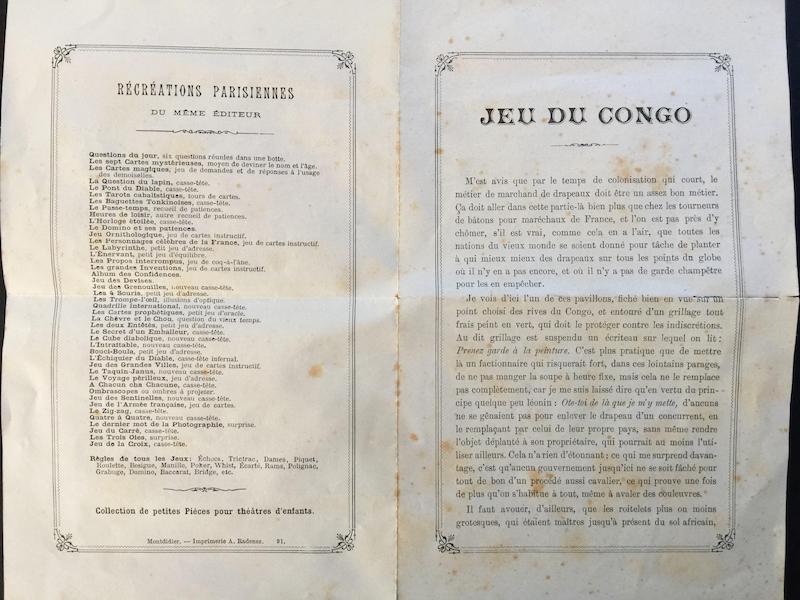 RÉCRÉATIONS PARISIENNES
DU MÊME ÉDITEUR
Questions du jour, six questions réunies dans une botte.
Les sept Cartes mystérieuses, moyen de deviner le nom et l'âge.
Les Cartes magiques, jeu de demandes et de réponses à l'usage
des demoiselles.
La Question du lapin, casse-tête.
Le Pont du Diable, casse-tête.
Les Tarots cabalistiques, tours de cartes.
Les Baguettes Tonkinoises, casse-tête.
Le Passe-temps, recueil de patiences.
Heures de loisir, autre recueil de patiences.
L'Horloge étoilée, casse-tête.
Le Domino et ses patiences.
Jeu Ornithologique, jeu de cartes instructif.
Les Personnages célèbres de la France, jeu de cartes instructif.
Le Labyrinthe, petit jeu d'adresse.
L'Énervant, petit jeu d'équilibre.
Les Propos interrompus, jeu de coq-à-l'âne.
Les grandes Inventions, jeu de cartes instructif.
Album des Confidences.
Jeu des Devises.
Jeu des Grenouilles, nouveau casse-tête.
Les 4 Souris, petit jeu d'adresse.
Les Trompe-l'Œil, illusions d'optique.
Quadrille international, nouveau casse-tête.
Les Cartes prophétiques, petit jeu d'oracle.
La Chèvre et le Chou, question du vieux temps.
Les deux Entêtés, petit jeu d'adresse.
Le Secret d'un Emballeur, casse-tête.
Le Cube diabolique, nouveau casse-tête.
L'Intraitable, nouveau casse-tête.
Bouci-Boula, petit jeu d'adresse.
L'Échiquier du Diable, casse-tête infernal.
Jeu des Grandes Villes, jeu de cartes instructif.
Le Taquin-Janus, nouveau casse-tête.
Le Voyage périlleux, jeu d'adresse.
A Chacun cha Chacune, casse-tête.
Ombrascopes ou ombres à projeter.
Jeu des Sentinelles, nouveau casse-tête.
Jeu de l'Armée française, jeu de cartes.
Le Zig-zag, casse-tête.
Quatre à Quatre, nouveau casse-tête.
Le dernier mot de la Photographie, surprise.
Jeu du Carré, casse-tête.
Les Trois Oies, surprise.
Jeu de la Croix, casse-tête.
Règles de tous les Jeux: Échecs, Trictrac, Dames, Piquet,
Roulette, Besigue, Manille, Poker, Whist, Écarté, Rams, Polignac,
Grabuge, Domino, Baccarat, Bridge, etc.
Collection de petites Pièces pour théâtres d'enfants.
Montdidier. — Imprimerie A. Radenez. 91.
JEU DU CONGO
M'est avis que par le temps de colonisation qui court, le
métier de marchand de drapeaux doit être un assez bon métier.
Ça doit aller dans cette partie-là bien plus que chez les tourneurs
de bâtons pour maréchaux de France, et l'on est pas près d'y
chômer, s'il est vrai, comme cela en a l'air, que toutes les
nations du vieux monde se soient donné pour tâche de planter
à qui mieux mieux des drapeaux sur tous les points du globe
où il n'y en a pas encore, et où il n'y a pas de garde champêtre
pour les en empêcher.
Je vois d'ici l'un de ces pavillons, fiché bien en vue sur un
point choisi des rives du Congo, et entouré d'un grillage tout
frais peint en vert, qui doit le protéger contre les indiscrétions.
Au dit grillage est suspendu un écriteau sur lequel on lit :
Prenez garde à la peinture. C'est plus pratique que de mettre
là un factionnaire qui risquerait fort, dans ces lointains parages,
de ne pas manger la soupe à heure fixe, mais cela ne le remplace
pas complètement, car je me suis laissé dire qu'en vertu du prin-
cipe quelque peu léonin : Ote-toi de là que je m'y mette, d'aucuns
ne se gênaient pas pour enlever le drapeau d'un concurrent, en
le remplaçant par celui de leur propre pays, sans même rendre
l'objet déplanté à son propriétaire, qui pourrait au moins l'uti-
liser ailleurs. Cela n'a rien d'étonnant; ce qui me surprend davan-
tage, c'est qu'aucun gouvernement jusqu'ici ne se soit fâché pour
tout de bon d'un procédé aussi cavalier, ce qui prouve une fois
de plus qu'on s'habitue à tout, même à avaler des couleuvres.
Il faut avouer, d'ailleurs, que les roitelets plus ou moins
grotesques, qui étaient maîtres jusqu'à présent du sol africain,